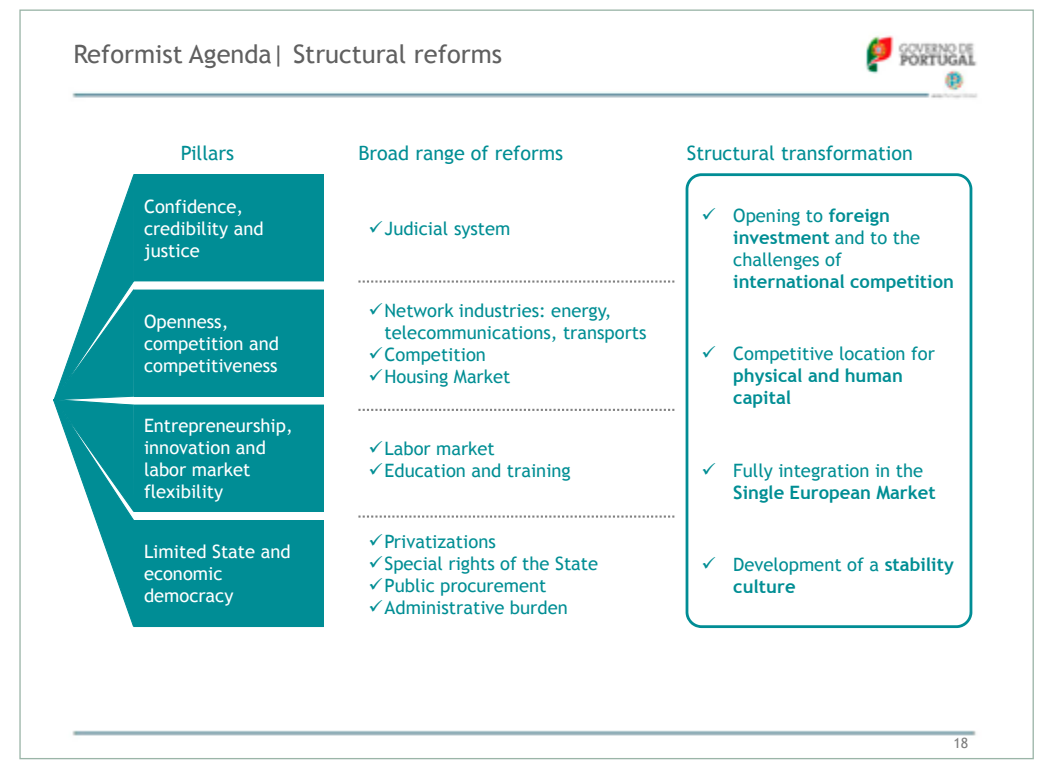 Reformist Agenda| Structural reforms
GOVERNO DE
PORTUGAL
Pillars
Broad range of reforms
Structural transformation
Confidence,
credibility and
justice
✓Judicial system
Openness,
competition and
competitiveness
✓Network industries: energy,
telecommunications, transports
✓Competition
✓Housing Market
Entrepreneurship,
innovation and
labor market
flexibility
✓Labor market
✓Education and training
Limited State and
economic
democracy
✓Privatizations
✓Special rights of the State
✓Public procurement
✓Administrative burden
✓ Opening to foreign
investment and to the
challenges of
international competition
✓ Competitive location for
physical and human
capital
✓ Fully integration in the
Single European Market
✓ Development of a stability
culture
18